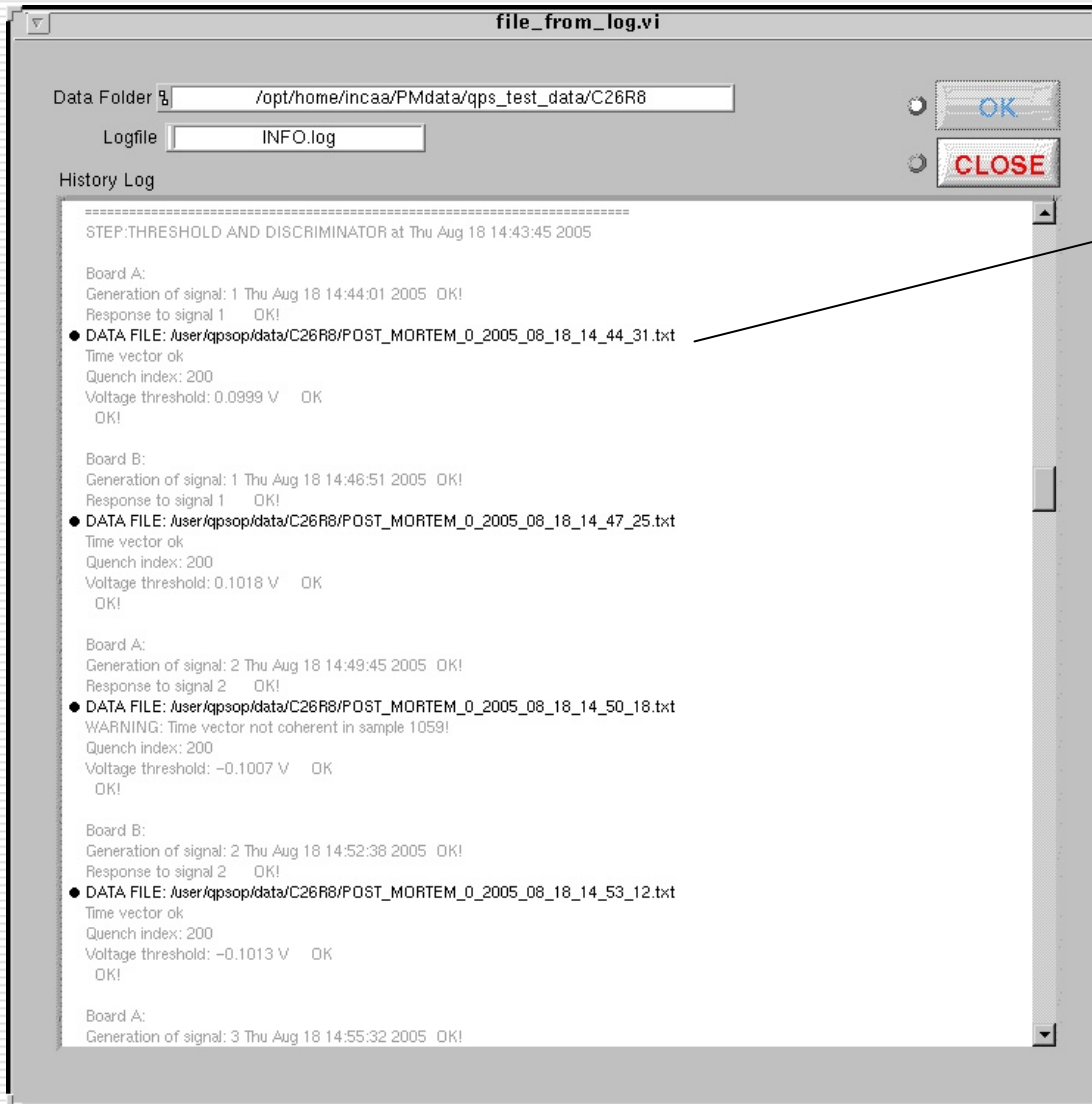 file_from_log.vi
Data Folder /opt/home/incaa/PMdata/qps_test_data/C26R8
OK
Logfile INFO.log
CLOSE
History Log
==========================================================================
STEP:THRESHOLD AND DISCRIMINATOR at Thu Aug 18 14:43:45 2005
Board A:
Generation of signal: 1 Thu Aug 18 14:44:01 2005 OK!
Response to signal 1 OK!
● DATA FILE: /user/qpsop/data/C26R8/POST_MORTEM_0_2005_08_18_14_44_31.txt
Time vector ok
Quench index: 200
Voltage threshold: 0.0999 V OK
OK!
Board B:
Generation of signal: 1 Thu Aug 18 14:46:51 2005 OK!
Response to signal 1 OK!
● DATA FILE: /user/qpsop/data/C26R8/POST_MORTEM_0_2005_08_18_14_47_25.txt
Time vector ok
Quench index: 200
Voltage threshold: 0.1018 V OK
OK!
Board A:
Generation of signal: 2 Thu Aug 18 14:49:45 2005 OK!
Response to signal 2 OK!
● DATA FILE: /user/qpsop/data/C26R8/POST_MORTEM_0_2005_08_18_14_50_18.txt
WARNING: Time vector not coherent in sample 1059!
Quench index: 200
Voltage threshold: -0.1007 V OK
OK!
Board B:
Generation of signal: 2 Thu Aug 18 14:52:38 2005 OK!
Response to signal 2 OK!
● DATA FILE: /user/qpsop/data/C26R8/POST_MORTEM_0_2005_08_18_14_53_12.txt
Time vector ok
Quench index: 200
Voltage threshold: -0.1013 V OK
OK!
Board A:
Generation of signal: 3 Thu Aug 18 14:55:32 2005 OK!